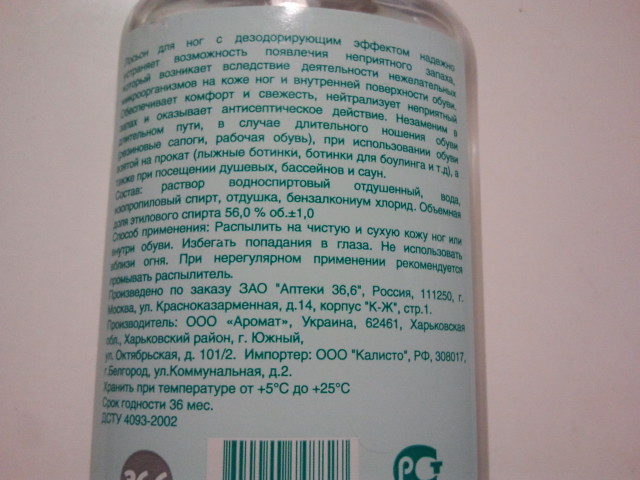 Лосьон для ног с дезодорирующим эффектом надежно
устраняет возможность появления неприятного запаха,
который возникает вследствие деятельности нежелательных
микроорганизмов на коже ног и внутренней поверхности обуви.
Обеспечивает комфорт и свежесть, нейтрализует неприятный
запах и оказывает антисептическое действие. Незаменим в
длительном пути, в случае длительного ношения обуви
(резиновые сапоги, рабочая обувь), при использовании обуви
взятой на прокат (лыжные ботинки, ботинки для боулинга и т.д), а
также при посещении душевых, бассейнов и саун.
Состав: раствор водноспиртовый отдушенный, вода,
изопропиловый спирт, отдушка, бензалкониум хлорид. Объемная
доля этилового спирта 56,0 % об.±1,0
Способ применения: Распылить на чистую и сухую кожу ног или
внутри обуви. Избегать попадания в глаза. Не использовать
вблизи огня. При нерегулярном применении рекомендуется
промывать распылитель.
Произведено по заказу ЗАО "Аптеки 36,6", Россия, 111250, г.
Москва, ул. Красноказарменная, д.14, корпус "К-Ж", стр.1.
Производитель: ООО «Аромат», Украина, 62461, Харьковская
обл., Харьковский район, г. Южный,
ул. Октябрьская, д. 101/2. Импортер: ООО "Калисто", РФ, 308017,
г.Белгород, ул.Коммунальная, д.2.
Хранить при температуре от +5°С до +25°С
Срок годности 36 мес.
ДСТУ 4093-2002
36,6
РСТ